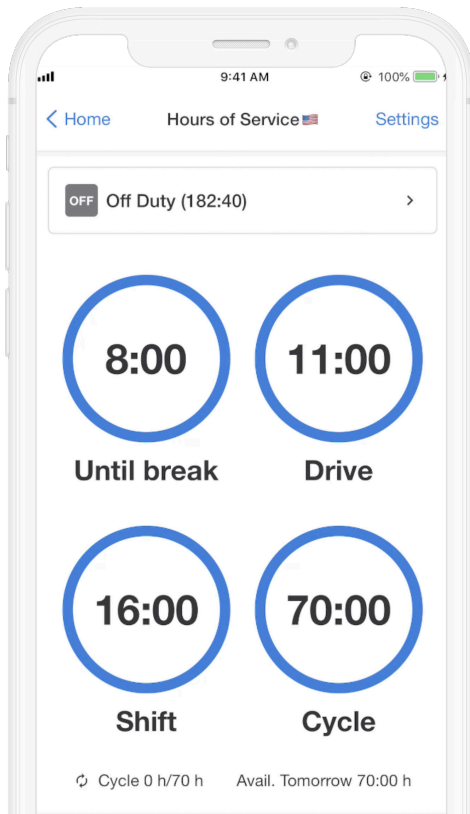 9:41 AM
100%
Home
Hours of Service
Settings
OFF
Off Duty (182:40)
8:00
Until break
11:00
Drive
16:00
Shift
70:00
Cycle
Cycle 0 h/70 h
Avail. Tomorrow 70:00 h